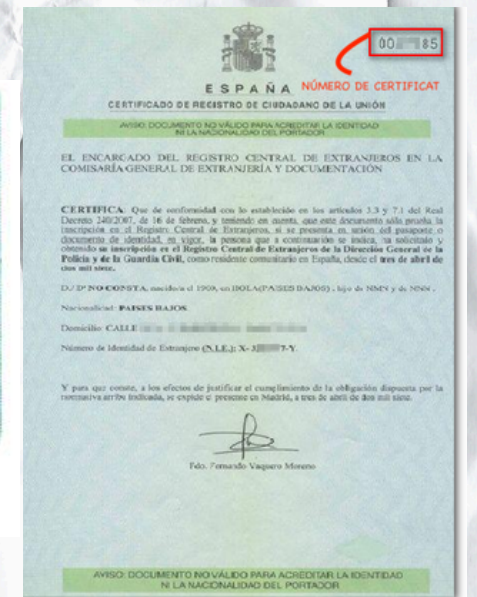 00 85
NÚMERO DE CERTIFICAT
ESPAÑA
CERTIFICADO DE REGISTRO DE CIUDADANO DE LA UNIÓN
AVISO: DOCUMENTO NO VÁLIDO PARA ACREDITAR LA IDENTIDAD
NI LA NACIONALIDAD DEL PORTADOR
EL ENCARGADO DEL REGISTRO CENTRAL DE EXTRANJEROS EN LA
COMISARÍA GENERAL DE EXTRANJERÍA Y DOCUMENTACIÓN
CERTIFICA: Que de conformidad con lo establecido en los artículos 3.3 y 7.1 del Real
Decreto 240/2007, de 16 de febrero, y teniendo en cuenta, que este documento sólo prueba la
inscripción en el Registro Central de Extranjeros, si se presenta en unión del pasaporte o
documento de identidad, en vigor, la persona que a continuación se indica, ha solicitado y
obtenido su inscripción en el Registro Central de Extranjeros de la Dirección General de la
Policía y de la Guardia Civil, como residente comunitario en España, desde el tres de abril de
dos mil siete.
D./Dª NO CONSTA, nacido/a el 1900, en HOLA(PAISES BAJOS), hijo de NMN y de NNN.
Nacionalidad: PAISES BAJOS.
Domicilio: CALLE
Número de Identidad de Extranjero (N.I.E.): X-3 7-Y.
Y para que conste, a los efectos de justificar el cumplimiento de la obligación dispuesta por la
normativa arriba indicada, se expide el presente en Madrid, a tres de abril de dos mil siete.
Fdo. Fernando Vaquero Moreno
AVISO: DOCUMENTO NO VÁLIDO PARA ACREDITAR LA IDENTIDAD
NI LA NACIONALIDAD DEL PORTADOR